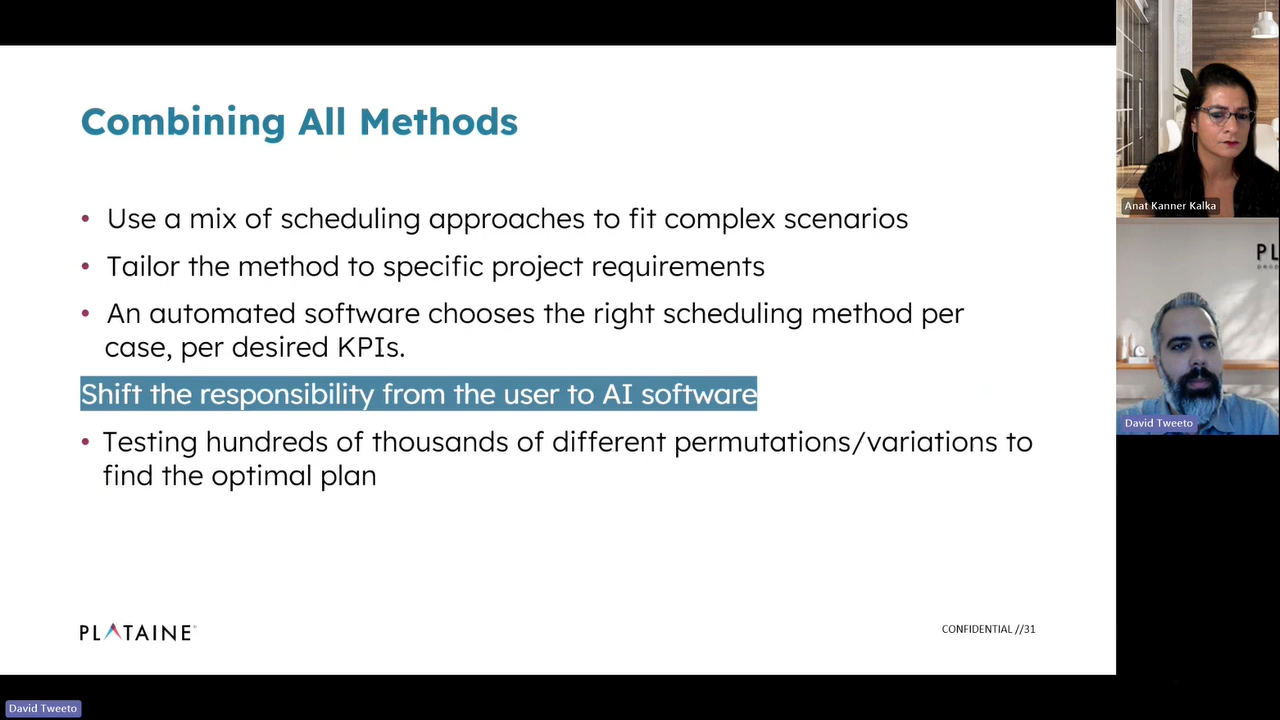 Combining All Methods
• Use a mix of scheduling approaches to fit complex scenarios
• Tailor the method to specific project requirements
• An automated software chooses the right scheduling method per
case, per desired KPIs.
Shift the responsibility from the user to AI software
• Testing hundreds of thousands of different permutations/variations to
find the optimal plan
PLATAINE
CONFIDENTIAL //31
Anat Kanner Kalka
PL
David Tweeto
David Tweeto